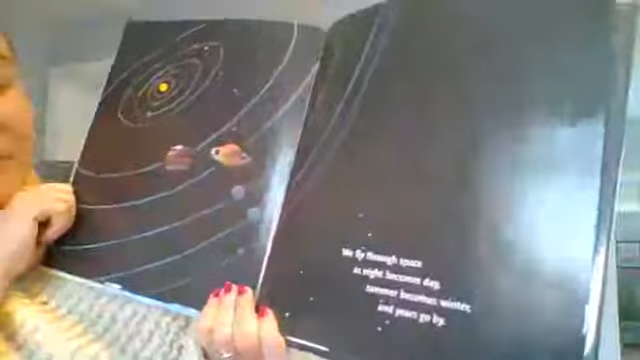 We fly through space
as night becomes day,
summer becomes winter,
and years go by.